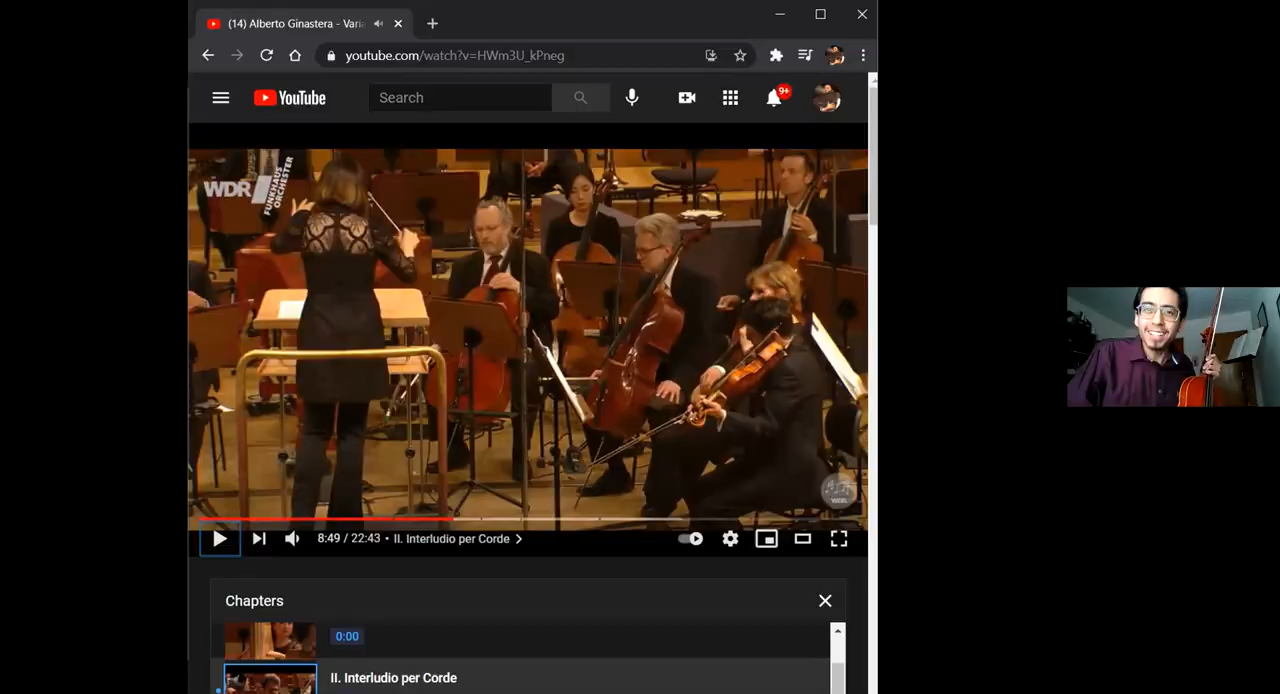 (14) Alberto Ginastera - Varia
youtube.com/watch?v=HWm3U_kPneg
YouTube
Search
9+
WDR FUNKHAUS ORCHESTER
8:49 / 22:43 • II. Interludio per Corde
Chapters
0:00
II. Interludio per Corde